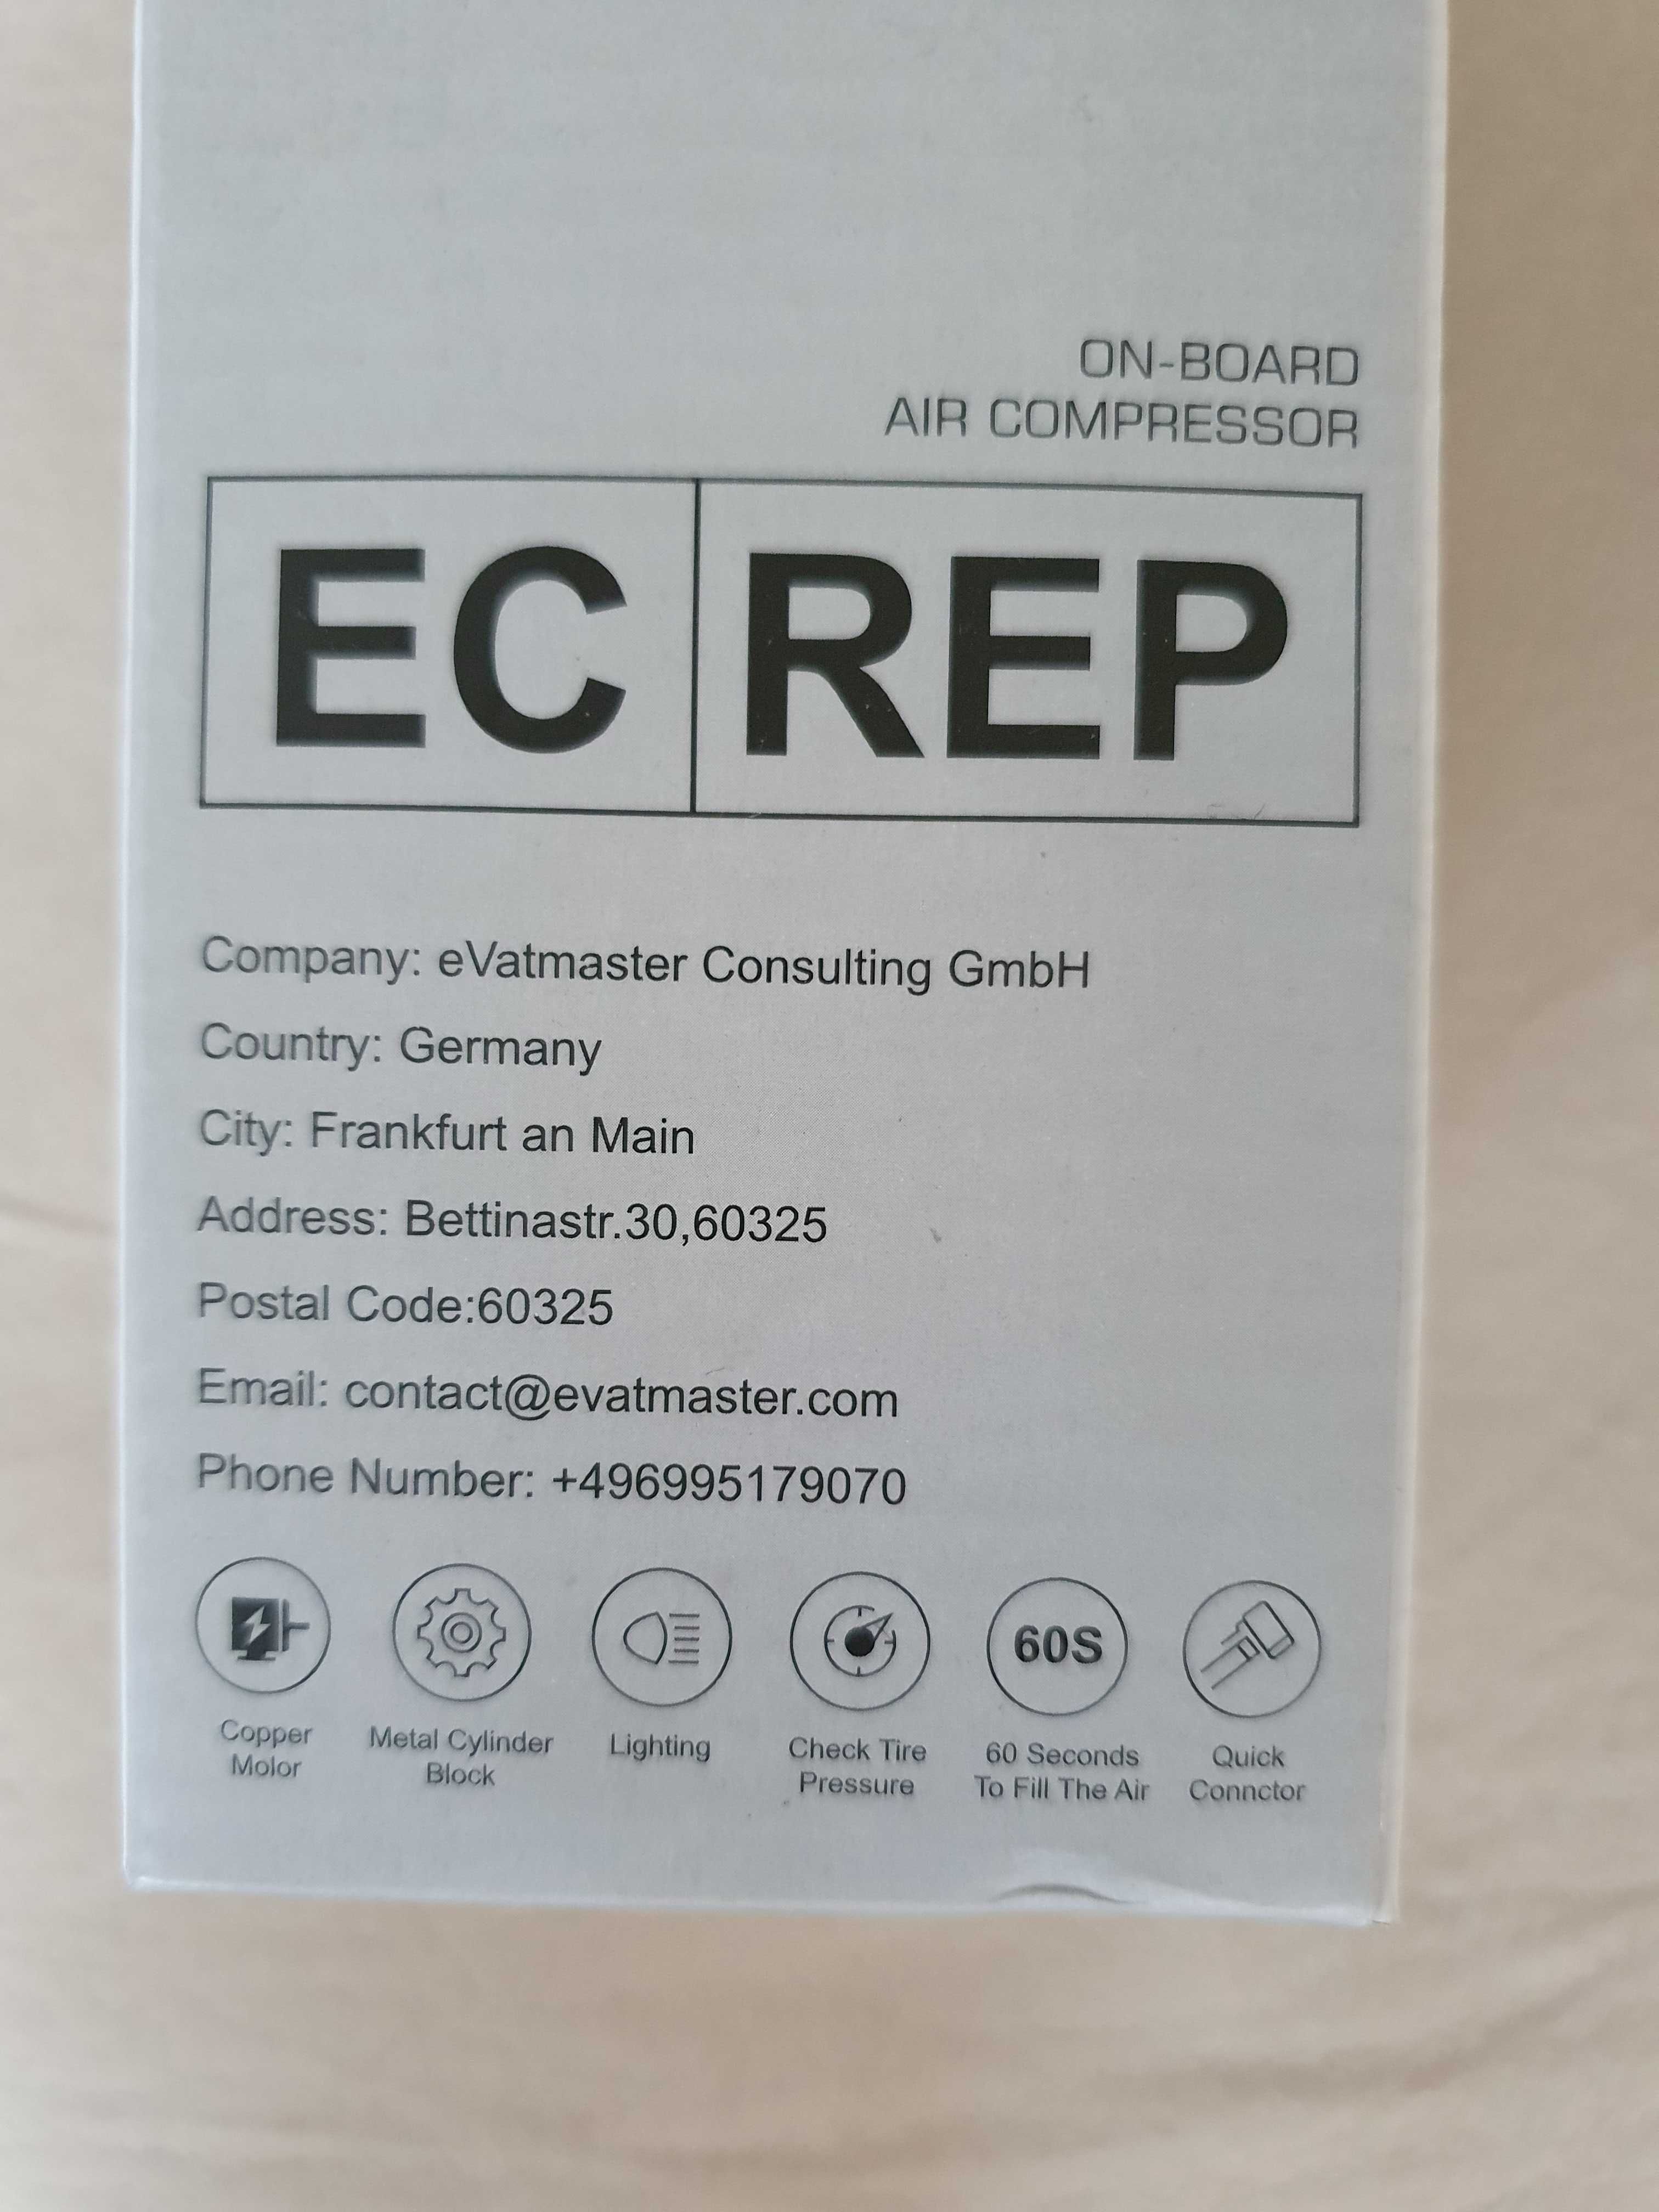 ON-BOARD
AIR COMPRESSOR
EC REP
Company: eVatmaster Consulting GmbH
Country: Germany
City: Frankfurt an Main
Address: Bettinastr.30,60325
Postal Code:60325
Email: contact@evatmaster.com
Phone Number: +496995179070
60S
Copper
Molor
Metal Cylinder
Block
Lighting
Check Tire
Pressure
60 Seconds
To Fill The Air
Quick
Connctor